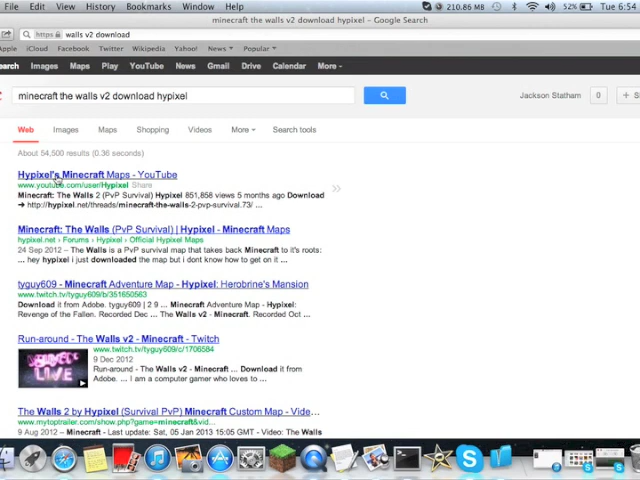 File Edit View History Bookmarks Window Help 210.86 MB 52% Tue 6:54
minecraft the walls v2 download hypixel – Google Search
https walls v2 download
Apple iCloud Facebook Twitter Wikipedia Yahoo! News Popular
Search Images Maps Play YouTube News Gmail Drive Calendar More
minecraft the walls v2 download hypixel Jackson Statham 0 + S
Web Images Maps Shopping Videos More Search tools
About 54,500 results (0.36 seconds)
Hypixel's Minecraft Maps - YouTube
www.youtube.com/user/Hypixel Share
Minecraft: The Walls 2 (PvP Survival) Hypixel 851,858 views 5 months ago Download
➜ http://hypixel.net/threads/minecraft-the-walls-2-pvp-survival.73/ ...
Minecraft: The Walls (PvP Survival) | Hypixel - Minecraft Maps
hypixel.net › Forums › Hypixel › Official Hypixel Maps
24 Sep 2012 – The Walls is a PvP survival map that takes back Minecraft to it's roots:
... hey hypixel i just downloaded the map but i dont know how to get on it ...
tyguy609 - Minecraft Adventure Map - Hypixel: Herobrine's Mansion
www.twitch.tv/tyguy609/b/351650563
Download it from Adobe. tyguy609 | 2 9 ... Minecraft Adventure Map - Hypixel:
Revenge of the Fallen. Recorded Dec ... The Walls v2 - Minecraft. Recorded Oct ...
Run-around - The Walls v2 - Minecraft - Twitch
www.twitch.tv/tyguy609/c/1706584
9 Dec 2012
Run-around - The Walls v2 - Minecraft ... Download it from
Adobe. ... I am a computer gamer who loves to ...
LIVE
The Walls 2 by Hypixel (Survival PvP) Minecraft Custom Map - Vide...
www.mytoptrailer.com/show.php?game=minecraft&vid...
9 Aug 2012 – Minecraft - Last update: Sat, 05 Jan 2013 15:05 GMT - Video: The Walls